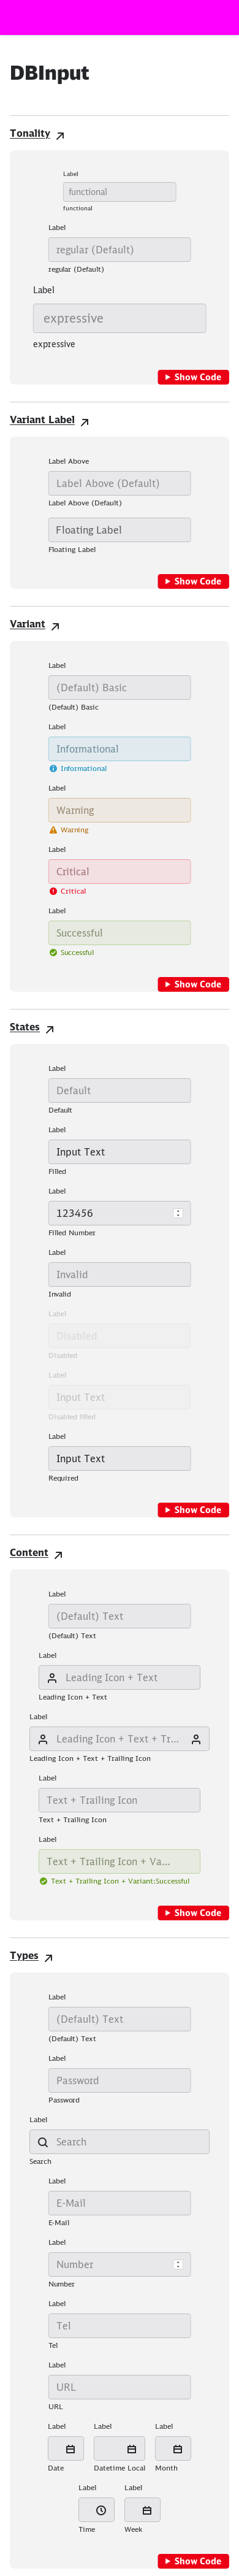 DBInput
Tonality
Label
functional
functional
Label
regular (Default)
regular (Default)
Label
expressive
expressive
Show Code
Variant Label
Label Above
Label Above (Default)
Label Above (Default)
Floating Label
Floating Label
Show Code
Variant
Label
(Default) Basic
(Default) Basic
Label
Informational
Informational
Label
Warning
Warning
Label
Critical
Critical
Label
Successful
Successful
Show Code
States
Label
Default
Default
Label
Input Text
Filled
Label
123456
Filled Number
Label
Invalid
Invalid
Label
Disabled
Disabled
Label
Input Text
Disabled filled
Label
Input Text
Required
Show Code
Content
Label
(Default) Text
(Default) Text
Label
Leading Icon + Text
Leading Icon + Text
Label
Leading Icon + Text + Tr...
Leading Icon + Text + Trailing Icon
Label
Text + Trailing Icon
Text + Trailing Icon
Label
Text + Trailing Icon + Va...
Text + Trailing Icon + Variant:Successful
Show Code
Types
Label
(Default) Text
(Default) Text
Label
Password
Password
Label
Search
Search
Label
E-Mail
E-Mail
Label
Number
Number
Label
Tel
Tel
Label
URL
URL
Label Label Label
Date Datetime Local Month
Label Label
Time Week
Show Code